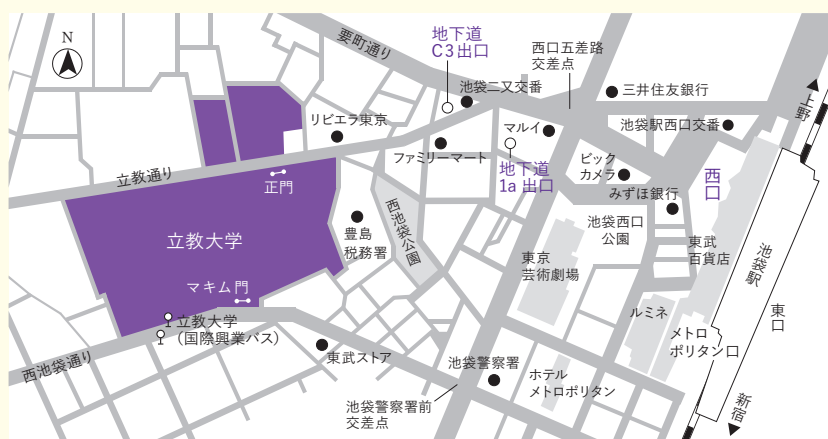 N
要町通り
地下道
C3出口
西口五差路
交差点
上野
池袋二又交番
三井住友銀行
リビエラ東京
マルイ
池袋駅西口交番
ファミリーマート
地下道
1a 出口
ビック
カメラ
西口
立教通り
正門
みずほ銀行
西池袋公園
立教大学
豊島
税務署
池袋西口
公園
東武
百貨店
東京
芸術劇場
池袋駅
東口
マキム門
ルミネ
立教大学
(国際興業バス)
メトロ
ポリタン口
西池袋通り
東武ストア
池袋警察署
ホテル
メトロポリタン
池袋警察署前
交差点
新宿